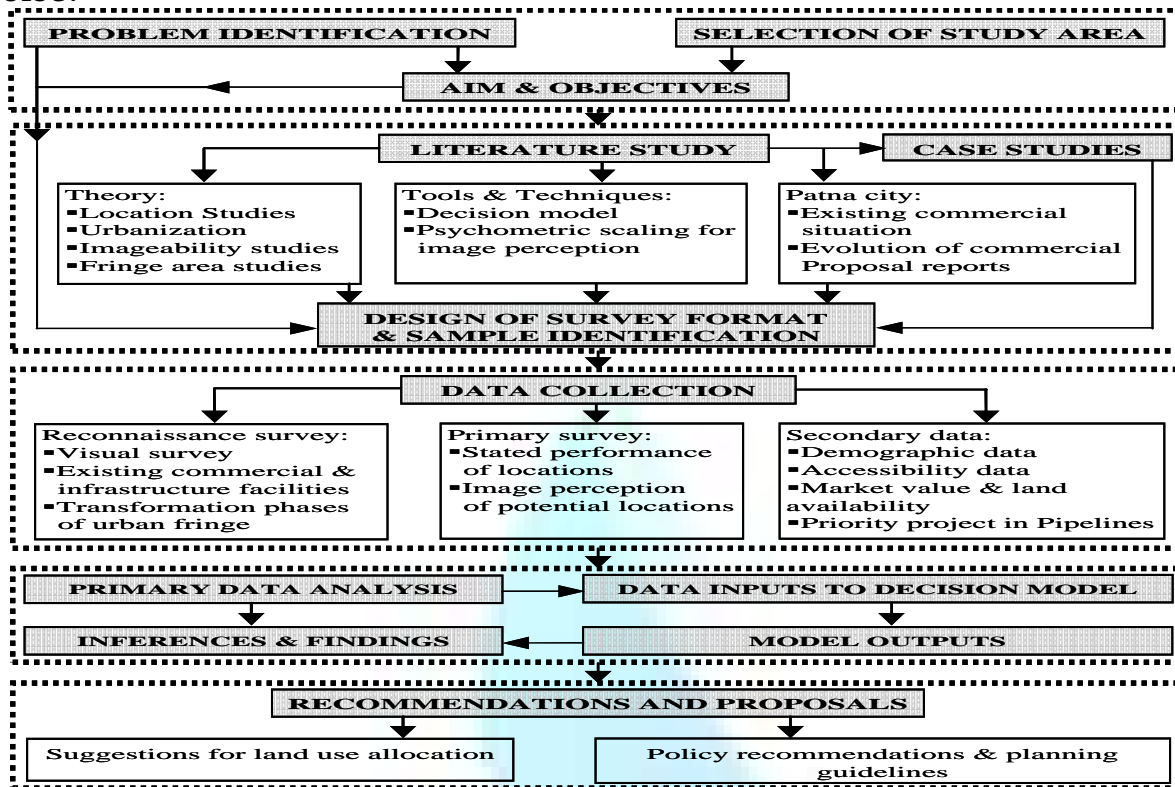 PROBLEM IDENTIFICATION
SELECTION OF STUDY AREA
AIM & OBJECTIVES
LITERATURE STUDY
CASE STUDIES
Theory:
▪Location Studies
▪Urbanization
▪Imageability studies
▪Fringe area studies
Tools & Techniques:
▪Decision model
▪Psychometric scaling for
image perception
Patna city:
▪Existing commercial
situation
▪Evolution of commercial
Proposal reports
DESIGN OF SURVEY FORMAT
& SAMPLE IDENTIFICATION
DATA COLLECTION
Reconnaissance survey:
▪Visual survey
▪Existing commercial &
infrastructure facilities
▪Transformation phases
of urban fringe
Primary survey:
▪Stated performance
of locations
▪Image perception
of potential locations
Secondary data:
▪Demographic data
▪Accessibility data
▪Market value & land
availability
▪Priority project in Pipelines
PRIMARY DATA ANALYSIS
DATA INPUTS TO DECISION MODEL
INFERENCES & FINDINGS
MODEL OUTPUTS
RECOMMENDATIONS AND PROPOSALS
Suggestions for land use allocation
Policy recommendations & planning
guidelines